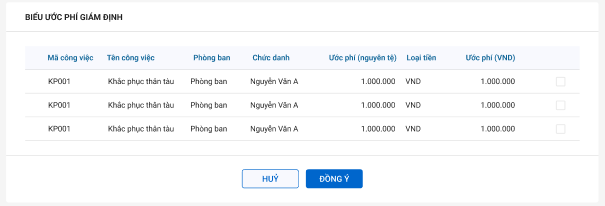 BIỂU ƯỚC PHÍ GIÁM ĐỊNH
Mã công việc Tên công việc Phòng ban Chức danh Ước phí (nguyên tệ) Loại tiền Ước phí (VND)
KP001 Khắc phục thân tàu Phòng ban Nguyễn Văn A 1.000.000 VND 1.000.000
KP001 Khắc phục thân tàu Phòng ban Nguyễn Văn A 1.000.000 VND 1.000.000
KP001 Khắc phục thân tàu Phòng ban Nguyễn Văn A 1.000.000 VND 1.000.000
HUỶ ĐỒNG Ý